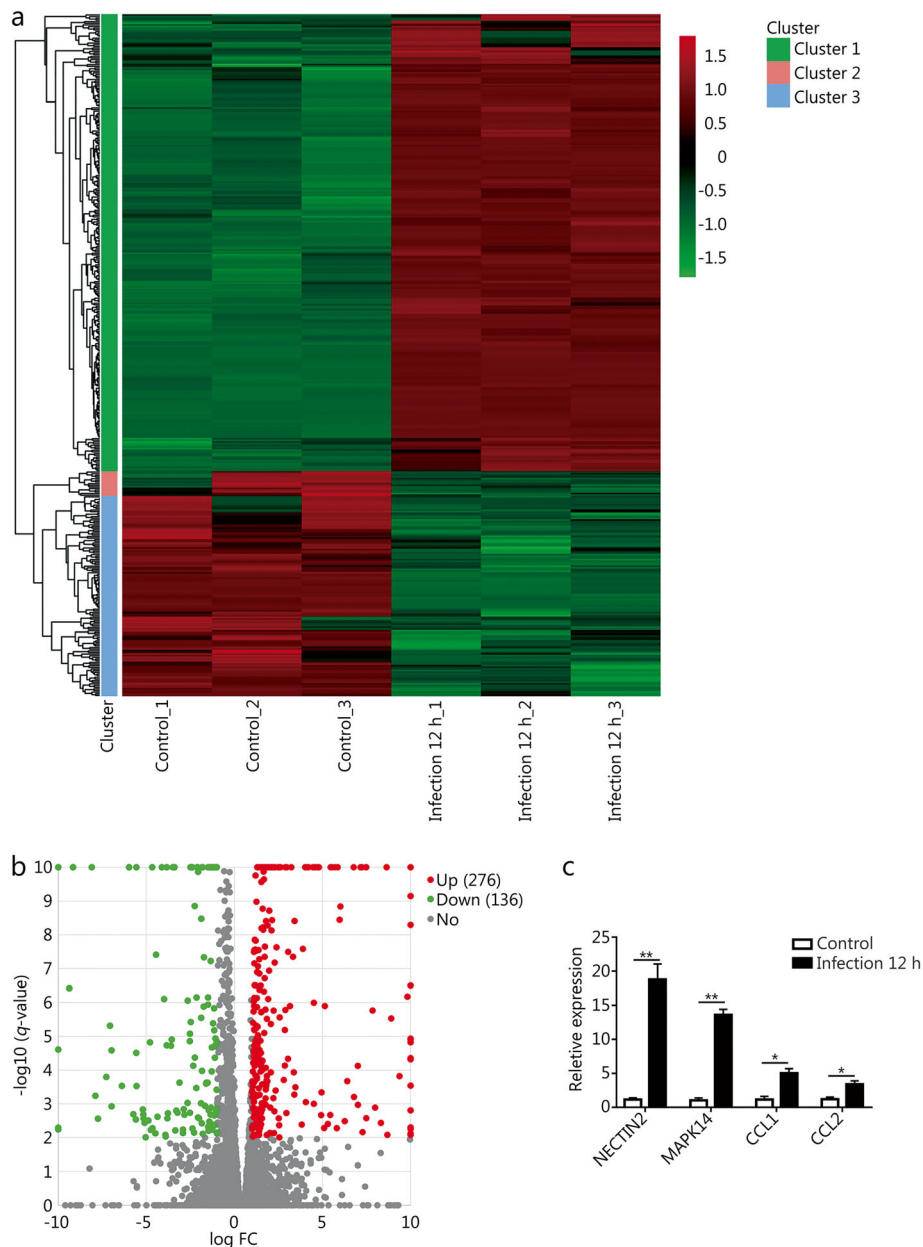 a
Cluster
Cluster 1
Cluster 2
Cluster 3
1.5
1.0
0.5
0
-0.5
-1.0
-1.5
Cluster
Control_1
Control_2
Control_3
Infection 12 h_1
Infection 12 h_2
Infection 12 h_3
b
10
9
8
7
6
5
4
3
2
1
0
-log10 (q-value)
-10
-5
0
5
10
log FC
Up (276)
Down (136)
No
c
Control
Infection 12 h
Reletive expression
25
20
15
10
5
0
**
**
*
*
NECTIN2
MAPK14
CCL1
CCL2